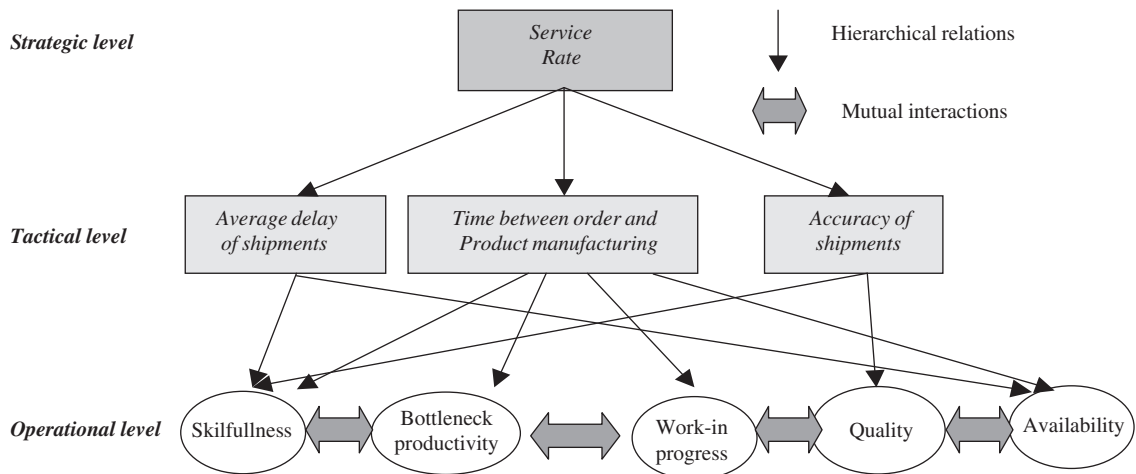 Strategic level
Service
Rate
Hierarchical relations
Mutual interactions
Tactical level
Average delay
of shipments
Time between order and
Product manufacturing
Accuracy of
shipments
Operational level
Skilfullness
Bottleneck
productivity
Work-in
progress
Quality
Availability